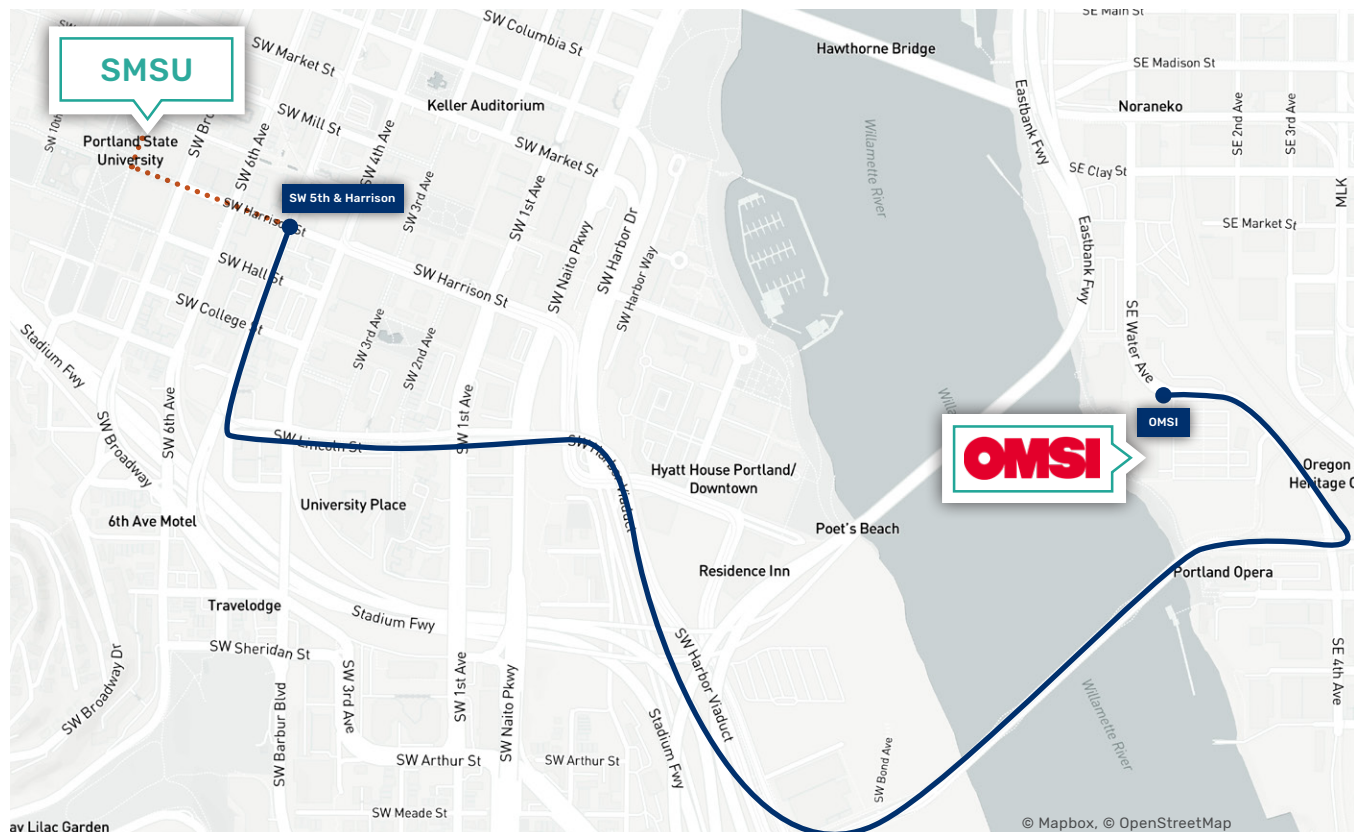 SE Main St
SW Columbia St
Hawthorne Bridge
SMSU
SW Market St
SE Madison St
Keller Auditorium
Noraneko
Eastbank Fwy
SE 2nd Ave
SE 3rd Ave
SW Mill St
SW 10th
Portland State
University
SW Bro
SW 6th Ave
SW 4th Ave
SW Market St
Willamette River
SE Clay St
MLK
SW 5th & Harrison
SW 3rd Ave
SW 1st Ave
SW Harrison St
SE Market St
SW Naito Pkwy
SW Harbor Dr
SW Harbor Way
Eastbank Fwy
SW Hall St
SW Harrison St
SW College St
SW 3rd Ave
SW 2nd Ave
SE Water Ave
Stadium Fwy
SW 6th Ave
SW 1st Ave
OMSI
SW Broadway
SW Lincoln St
SW Harbor Viaduct
OMSI
Hyatt House Portland/
Downtown
Oregon
Heritage C
University Place
6th Ave Motel
Poet's Beach
Residence Inn
Portland Opera
Travelodge
Stadium Fwy
SW Sheridan St
SW Harbor Viaduct
SE 4th Ave
SW Broadway Dr
SW Barbur Blvd
SW 3rd Ave
SW 1st Ave
SW Naito Pkwy
Stadium Fwy
Willamette River
SW Bond Ave
SW Arthur St
SW Arthur St
SW Meade St
ay Lilac Garden
© Mapbox, © OpenStreetMap